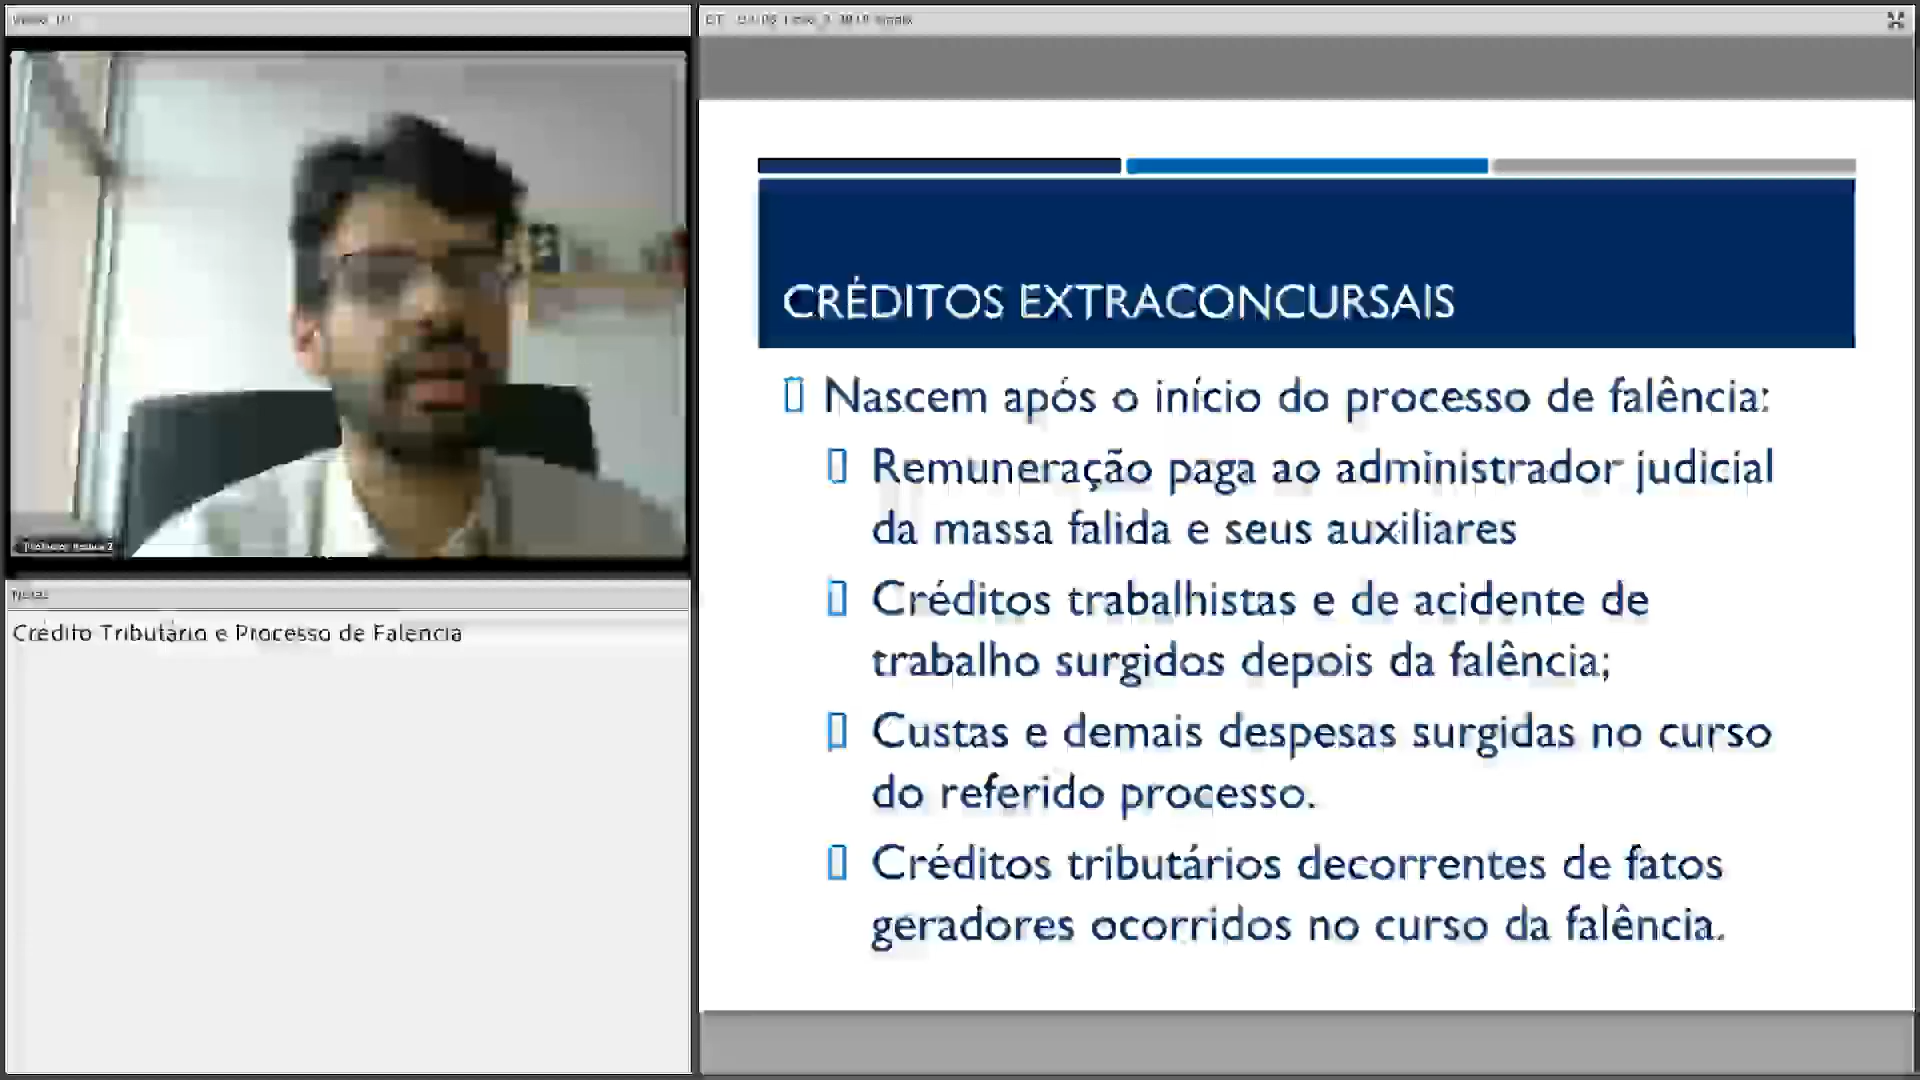 CRÉDITOS EXTRACONCURSAIS
Nascem após o início do processo de falência:
Remuneração paga ao administrador judicial
da massa falida e seus auxiliares
Créditos trabalhistas e de acidente de
trabalho surgidos depois da falência;
Custas e demais despesas surgidas no curso
do referido processo.
Créditos tributários decorrentes de fatos
geradores ocorridos no curso da falência.
Crédito Tributário e Processo de Falencia